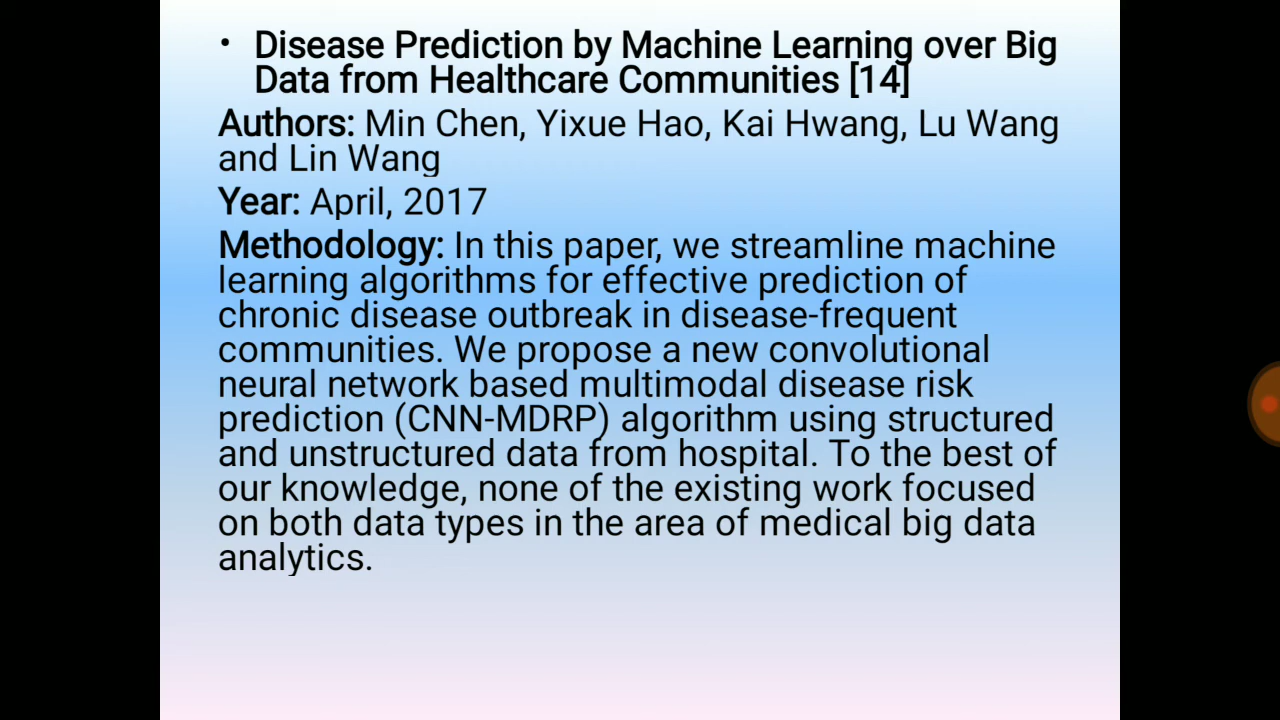 • Disease Prediction by Machine Learning over Big
Data from Healthcare Communities [14]
Authors: Min Chen, Yixue Hao, Kai Hwang, Lu Wang
and Lin Wang
Year: April, 2017
Methodology: In this paper, we streamline machine
learning algorithms for effective prediction of
chronic disease outbreak in disease-frequent
communities. We propose a new convolutional
neural network based multimodal disease risk
prediction (CNN-MDRP) algorithm using structured
and unstructured data from hospital. To the best of
our knowledge, none of the existing work focused
on both data types in the area of medical big data
analytics.